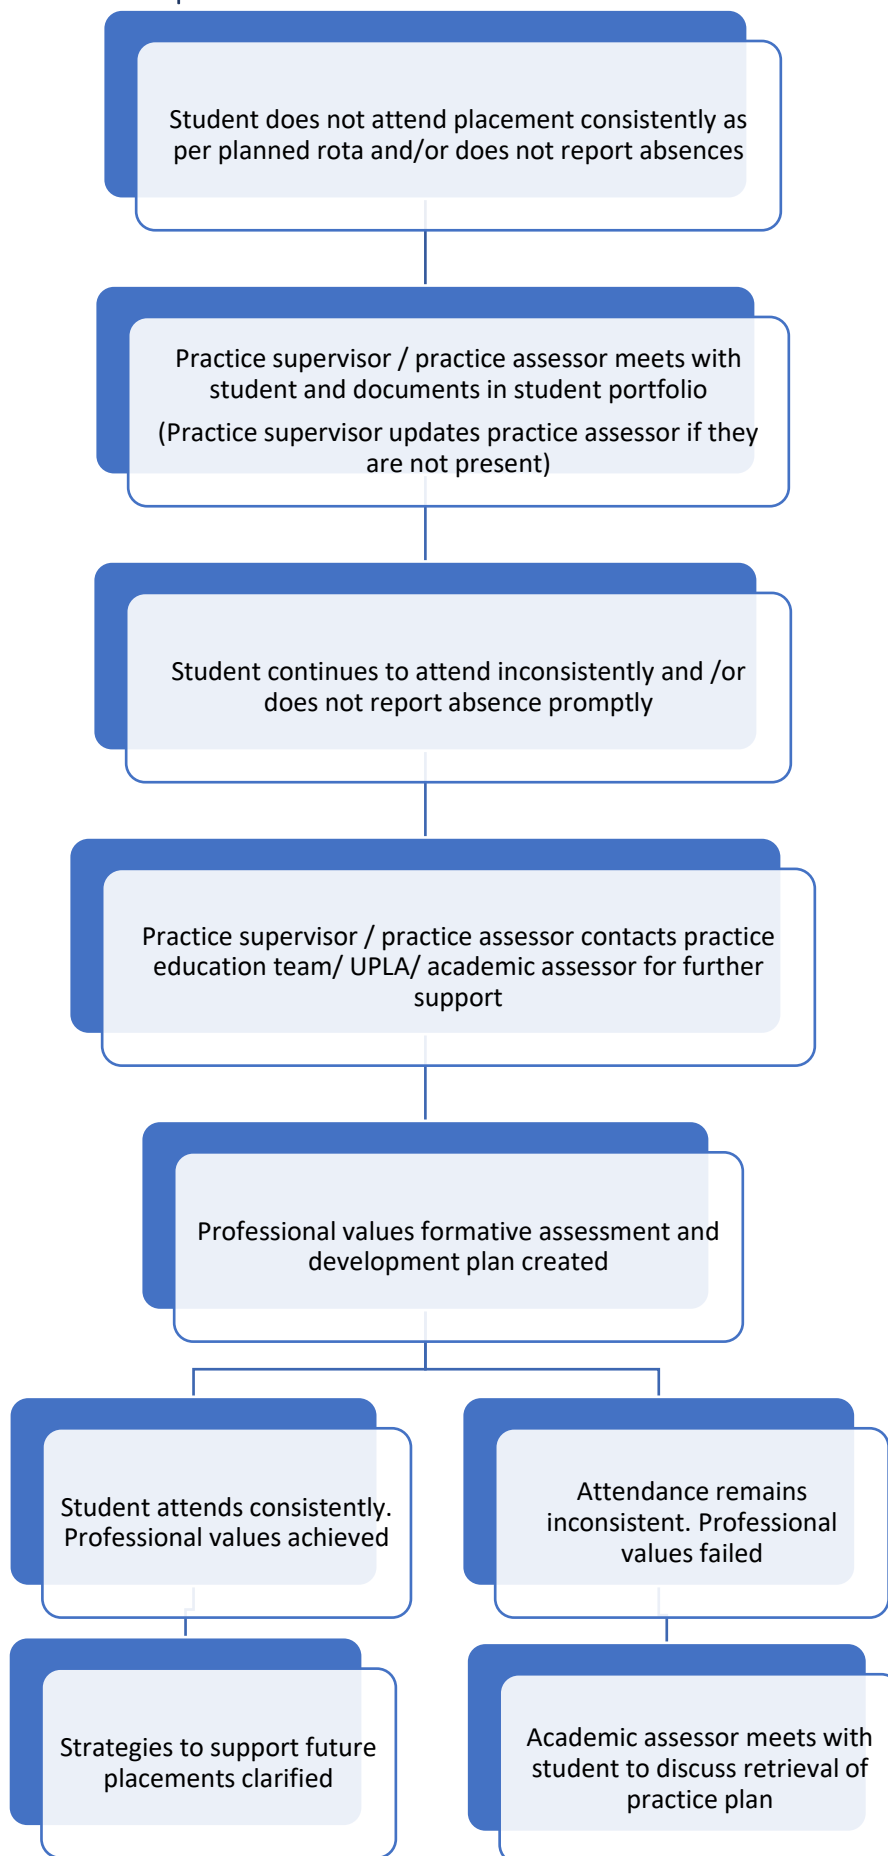 Student does not attend placement consistently as
per planned rota and/or does not report absences
Practice supervisor / practice assessor meets with
student and documents in student portfolio
(Practice supervisor updates practice assessor if they
are not present)
Student continues to attend inconsistently and /or
does not report absence promptly
Practice supervisor / practice assessor contacts practice
education team/ UPLA/ academic assessor for further
support
Professional values formative assessment and
development plan created
Student attends consistently.
Professional values achieved
Attendance remains
inconsistent. Professional
values failed
Strategies to support future
placements clarified
Academic assessor meets with
student to discuss retrieval of
practice plan